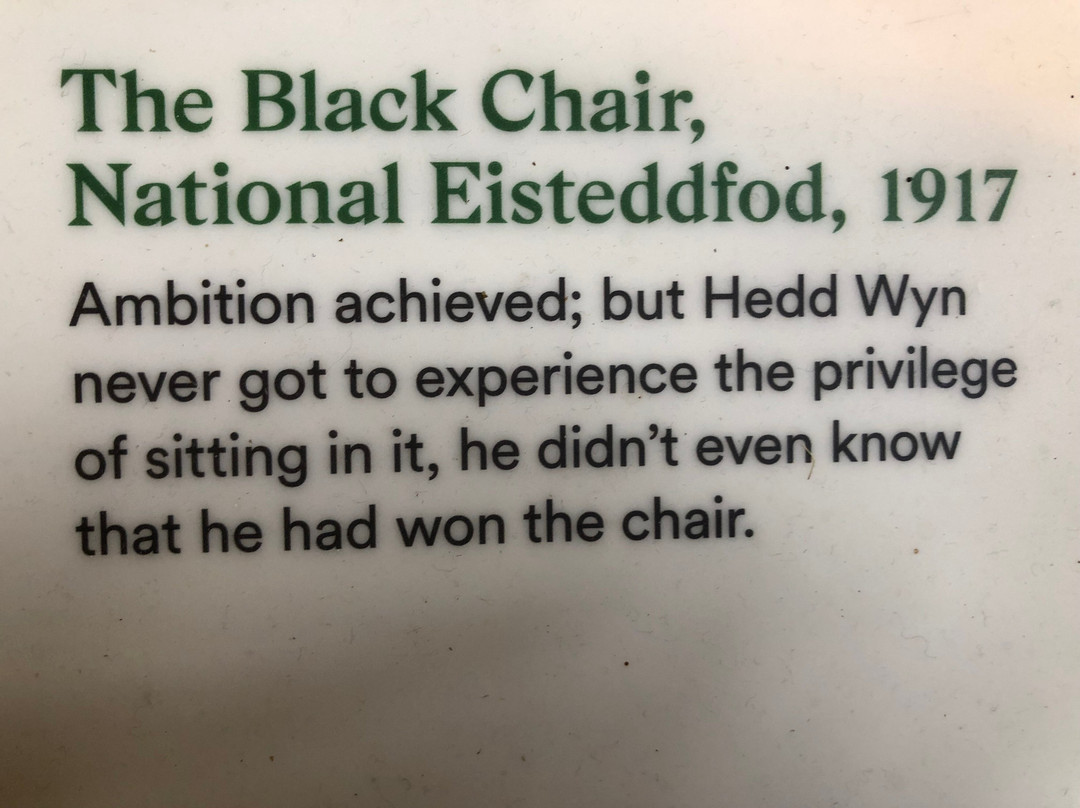 The Black Chair,
National Eisteddfod, 1917
Ambition achieved; but Hedd Wyn
never got to experience the privilege
of sitting in it, he didn’t even know
that he had won the chair.